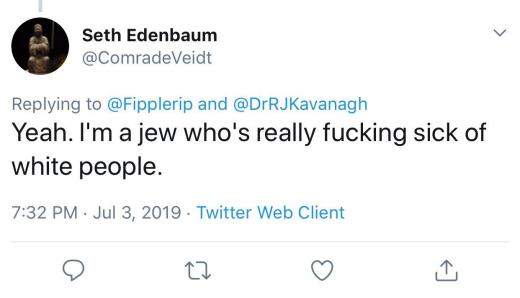 Seth Edenbaum
@ComradeVeidt
Replying to @Fipplerip and @DrRJKavanagh
Yeah. I'm a jew who's really fucking sick of
white people.
7:32 PM · Jul 3, 2019 · Twitter Web Client